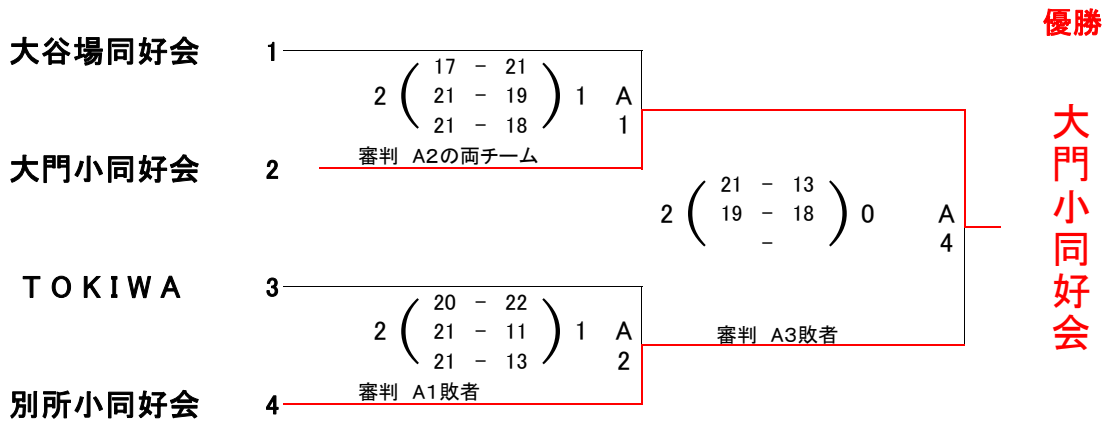 優勝
大谷場同好会 1
17 - 21
2 ( 21 - 19 ) 1 A
21 - 18 1
審判 A2の両チーム
大門小同好会 2
大門小同好会
21 - 13
2 ( 19 - 18 ) 0 A
- 4
TOKIWA 3
20 - 22
2 ( 21 - 11 ) 1 A
21 - 13 2
審判 A3敗者
審判 A1敗者
別所小同好会 4